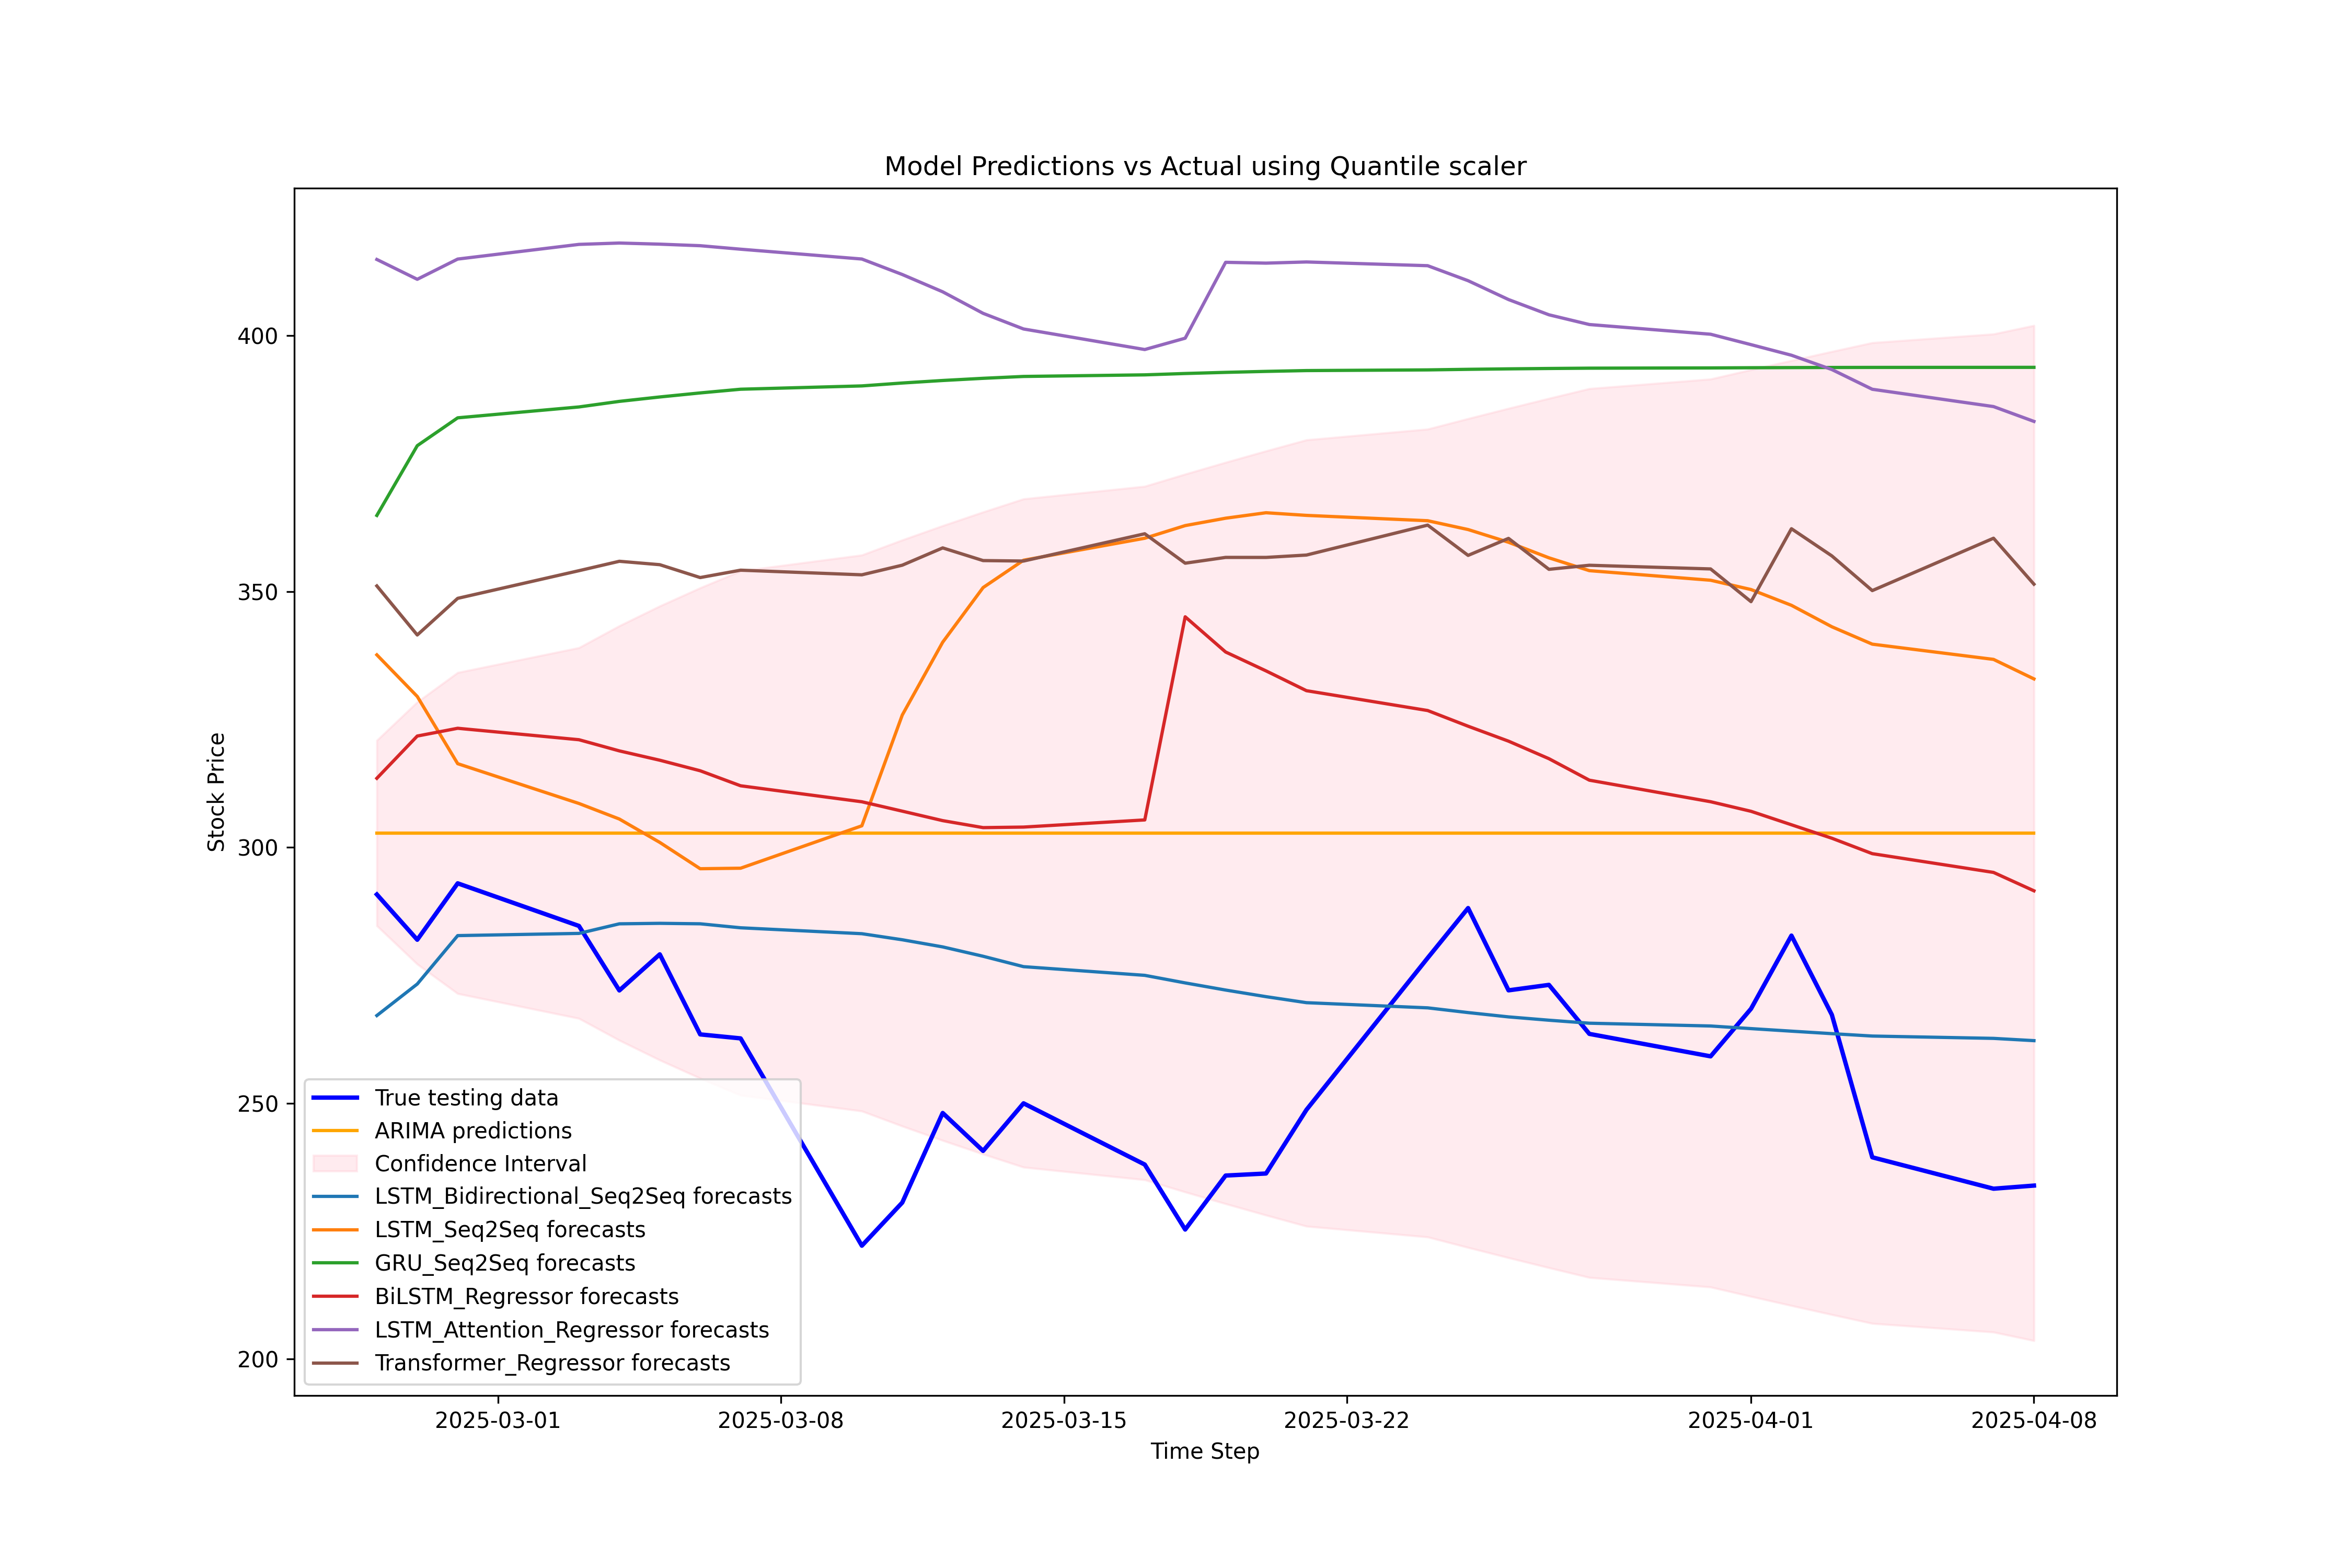 Model Predictions vs Actual using Quantile scaler
Stock Price
400
350
300
250
200
True testing data
ARIMA predictions
Confidence Interval
LSTM_Bidirectional_Seq2Seq forecasts
LSTM_Seq2Seq forecasts
GRU_Seq2Seq forecasts
BiLSTM_Regressor forecasts
LSTM_Attention_Regressor forecasts
Transformer_Regressor forecasts
2025-03-01 2025-03-08 2025-03-15 2025-03-22 2025-04-01 2025-04-08
Time Step